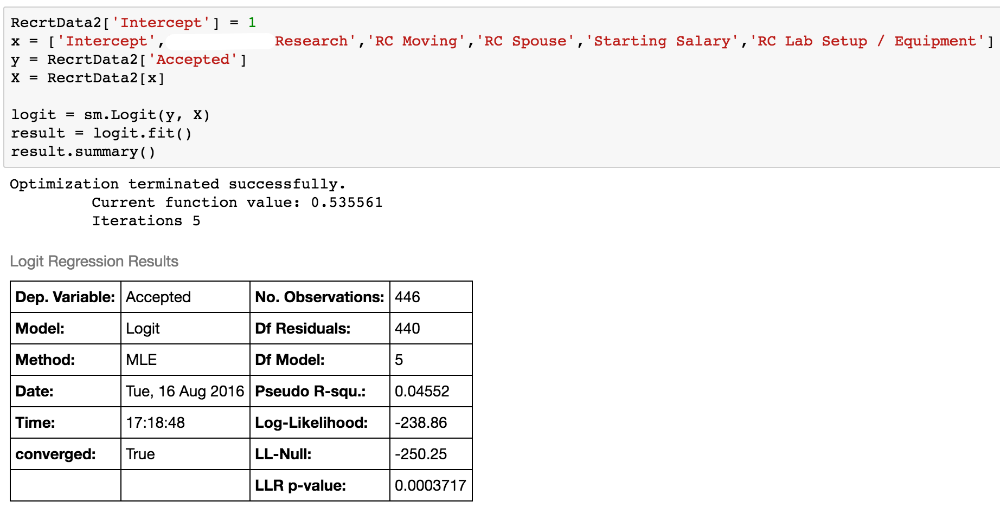 RecrtData2['Intercept'] = 1
x = ['Intercept', Research','RC Moving','RC Spouse','Starting Salary','RC Lab Setup / Equipment']
y = RecrtData2['Accepted']
X = RecrtData2[x]
logit = sm.Logit(y, X)
result = logit.fit()
result.summary()
Optimization terminated successfully.
Current function value: 0.535561
Iterations 5
Logit Regression Results
Dep. Variable: Accepted No. Observations: 446
Model: Logit Df Residuals: 440
Method: MLE Df Model: 5
Date: Tue, 16 Aug 2016 Pseudo R-squ.: 0.04552
Time: 17:18:48 Log-Likelihood: -238.86
converged: True LL-Null: -250.25
LLR p-value: 0.0003717